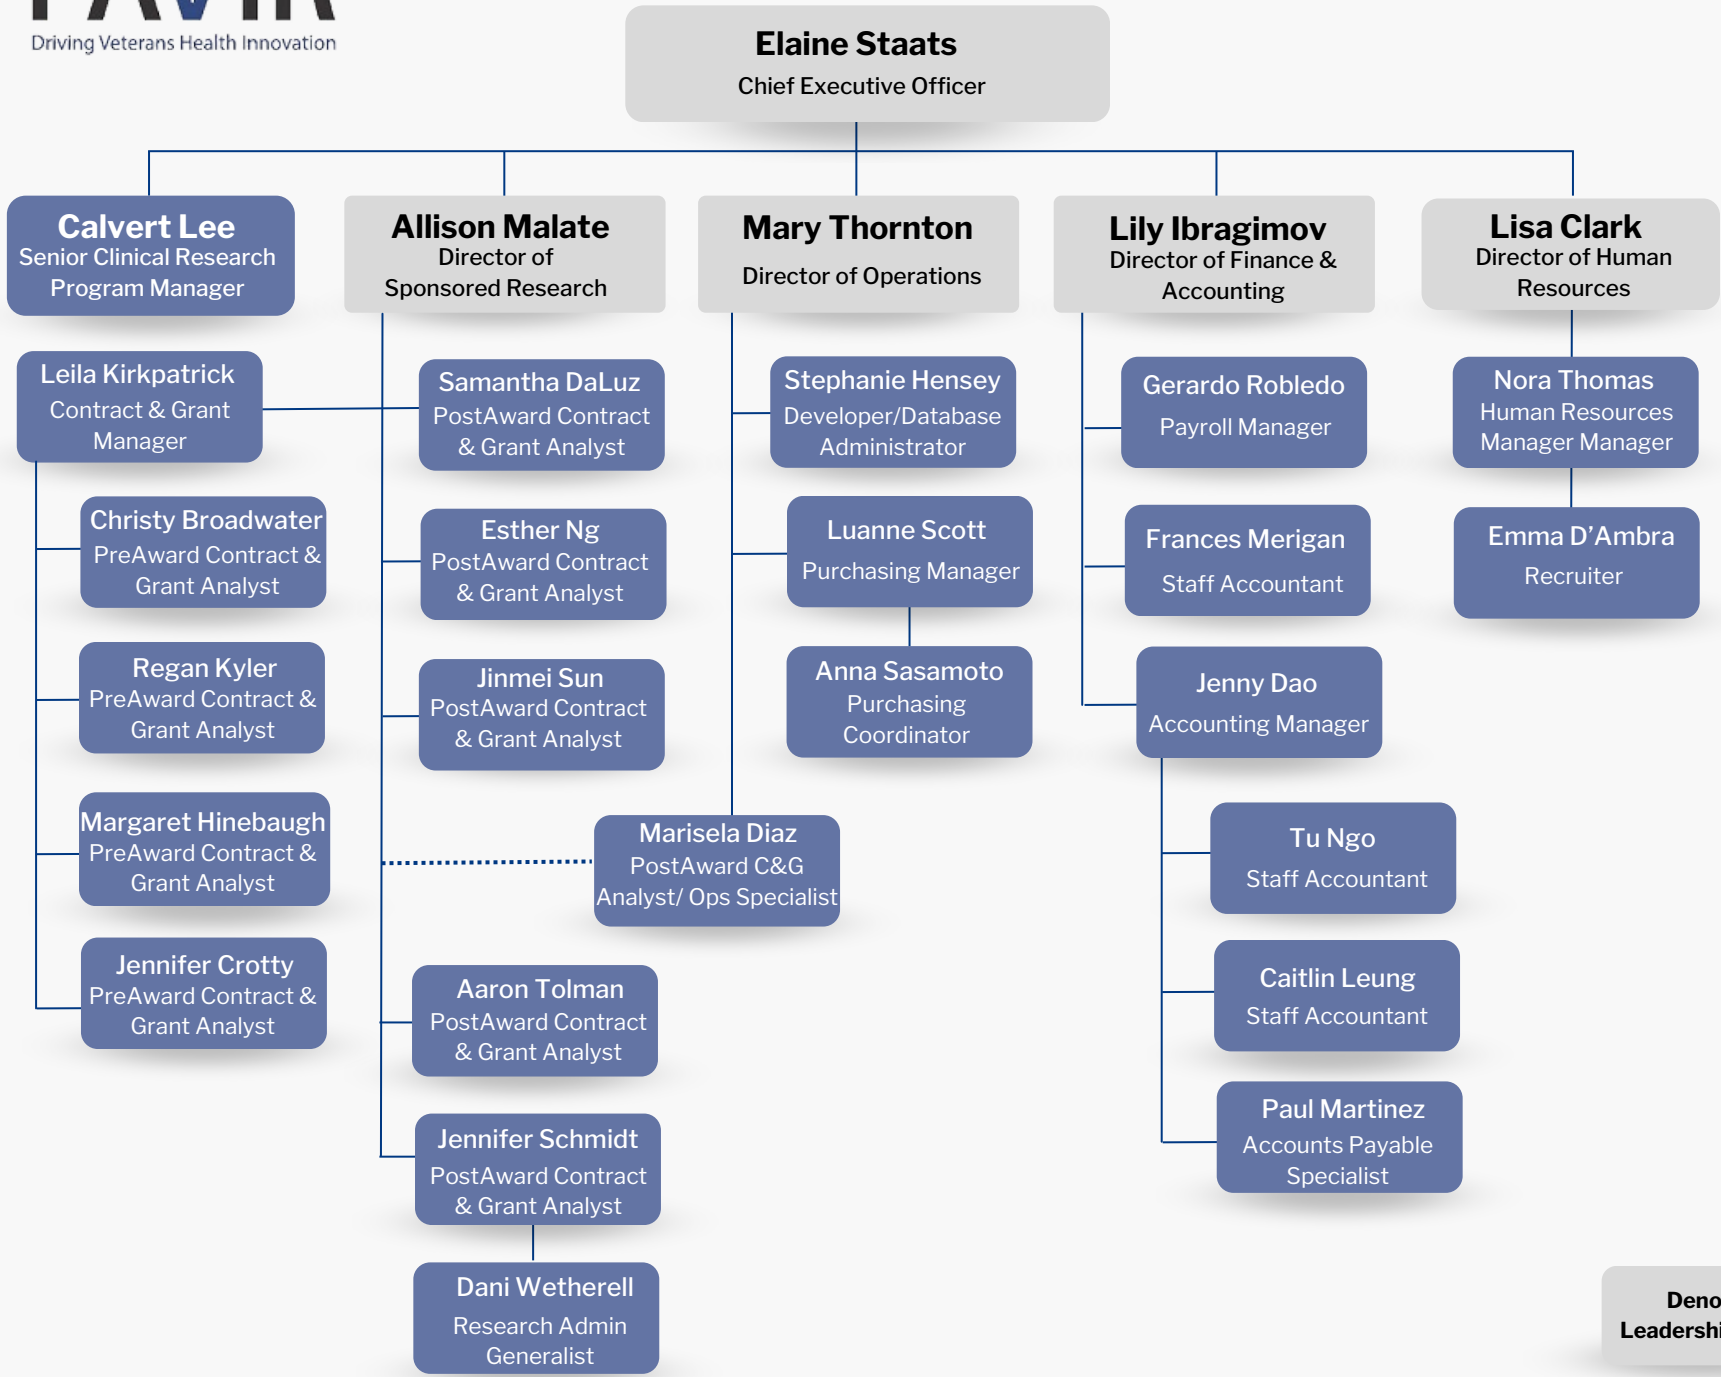 Driving Veterans Health Innovation
Elaine Staats
Chief Executive Officer
Calvert Lee
Senior Clinical Research
Program Manager
Allison Malate
Director of
Sponsored Research
Mary Thornton
Director of Operations
Lily Ibragimov
Director of Finance &
Accounting
Lisa Clark
Director of Human
Resources
Leila Kirkpatrick
Contract & Grant
Manager
Christy Broadwater
PreAward Contract &
Grant Analyst
Regan Kyler
PreAward Contract &
Grant Analyst
Margaret Hinebaugh
PreAward Contract &
Grant Analyst
Jennifer Crotty
PreAward Contract &
Grant Analyst
Samantha DaLuz
PostAward Contract
& Grant Analyst
Esther Ng
PostAward Contract
& Grant Analyst
Jinmei Sun
PostAward Contract
& Grant Analyst
Aaron Tolman
PostAward Contract
& Grant Analyst
Jennifer Schmidt
PostAward Contract
& Grant Analyst
Dani Wetherell
Research Admin
Generalist
Stephanie Hensey
Developer/Database
Administrator
Luanne Scott
Purchasing Manager
Anna Sasamoto
Purchasing
Coordinator
Marisela Diaz
PostAward C&G
Analyst/ Ops Specialist
Gerardo Robledo
Payroll Manager
Frances Merigan
Staff Accountant
Jenny Dao
Accounting Manager
Tu Ngo
Staff Accountant
Caitlin Leung
Staff Accountant
Paul Martinez
Accounts Payable
Specialist
Nora Thomas
Human Resources
Manager Manager
Emma D’Ambra
Recruiter